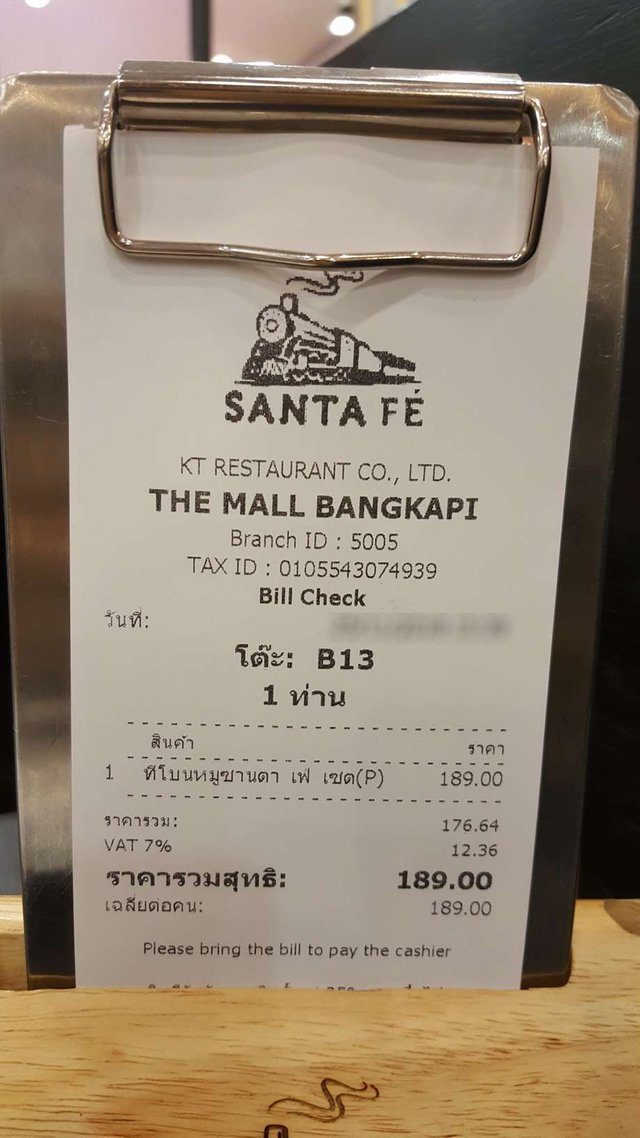 SANTA FÉ
KT RESTAURANT CO., LTD.
THE MALL BANGKAPI
Branch ID : 5005
TAX ID : 0105543074939
Bill Check
วันที่:
โต๊ะ: B13
1 ท่าน
สินค้า ราคา
1 ทีโบนหมูซานตา เฟ่ เซต(P) 189.00
ราคารวม: 176.64
VAT 7% 12.36
ราคารวมสุทธิ: 189.00
เฉลี่ยต่อคน: 189.00
Please bring the bill to pay the cashier